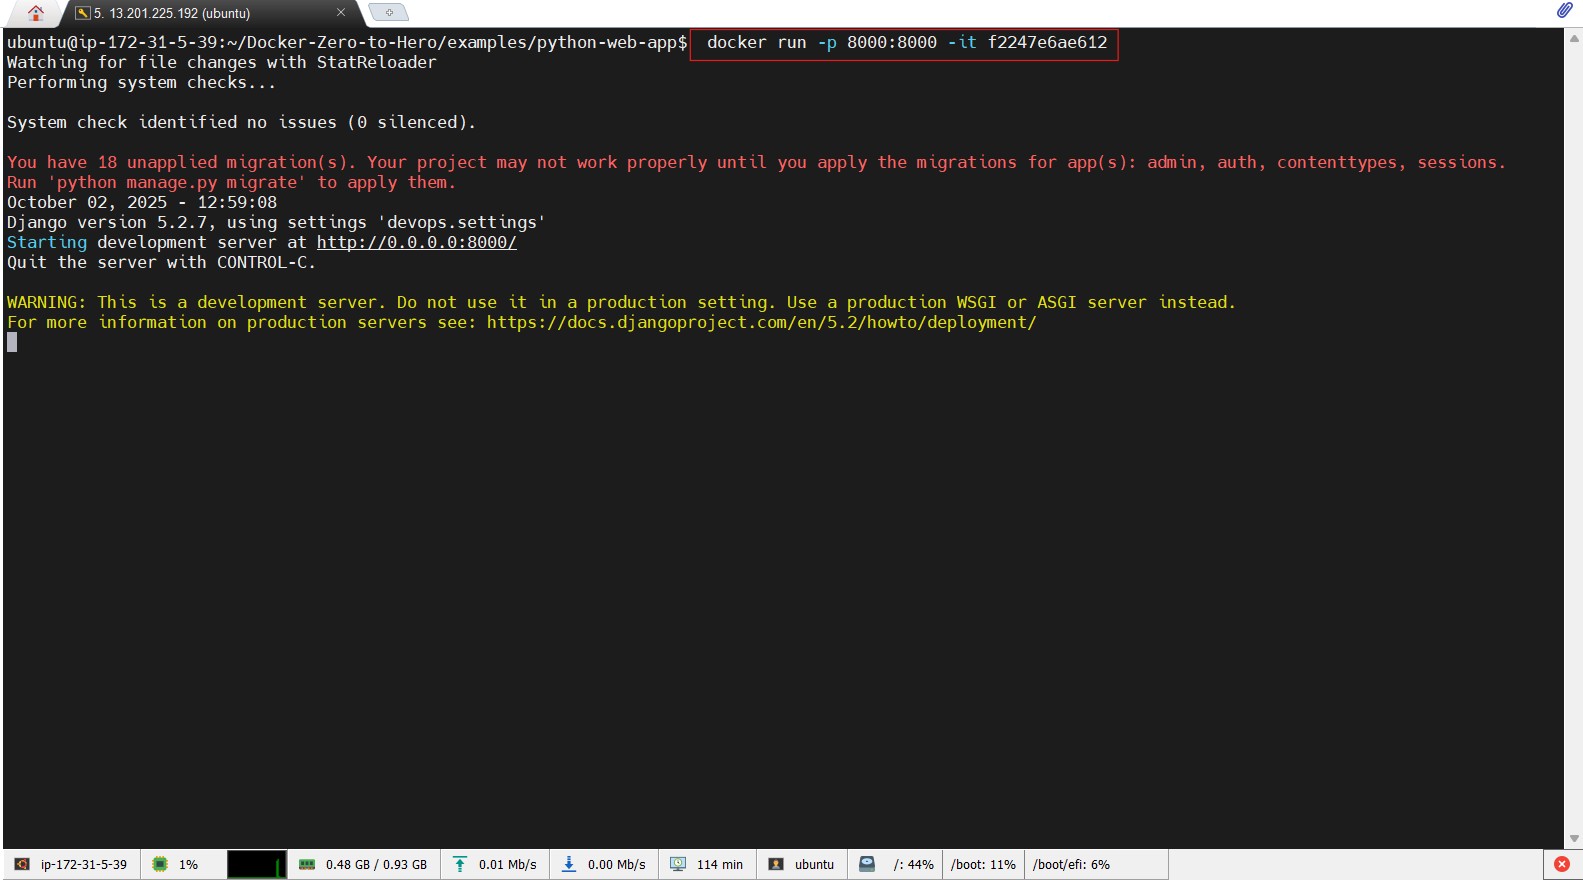 5. 13.201.225.192 (ubuntu)
ubuntu@ip-172-31-5-39:~/Docker-Zero-to-Hero/examples/python-web-app$ docker run -p 8000:8000 -it f2247e6ae612
Watching for file changes with StatReloader
Performing system checks...
System check identified no issues (0 silenced).
You have 18 unapplied migration(s). Your project may not work properly until you apply the migrations for app(s): admin, auth, contenttypes, sessions.
Run 'python manage.py migrate' to apply them.
October 02, 2025 - 12:59:08
Django version 5.2.7, using settings 'devops.settings'
Starting development server at http://0.0.0.0:8000/
Quit the server with CONTROL-C.
WARNING: This is a development server. Do not use it in a production setting. Use a production WSGI or ASGI server instead.
For more information on production servers see: https://docs.djangoproject.com/en/5.2/howto/deployment/
ip-172-31-5-39 1% 0.48 GB / 0.93 GB 0.01 Mb/s 0.00 Mb/s 114 min ubuntu /: 44% /boot: 11% /boot/efi: 6%